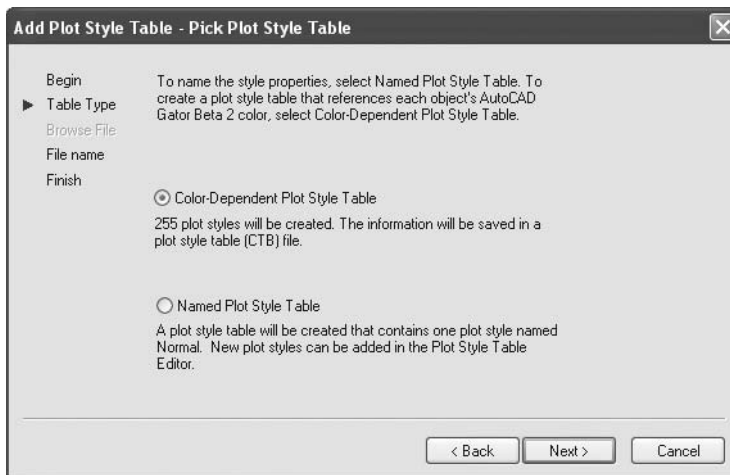 Add Plot Style Table - Pick Plot Style Table
Begin
Table Type
Browse File
File name
Finish
To name the style properties, select Named Plot Style Table. To
create a plot style table that references each object's AutoCAD
Gator Beta 2 color, select Color-Dependent Plot Style Table.
Color-Dependent Plot Style Table
255 plot styles will be created. The information will be saved in a
plot style table (CTB) file.
Named Plot Style Table
A plot style table will be created that contains one plot style named
Normal. New plot styles can be added in the Plot Style Table
Editor.
< Back
Next >
Cancel